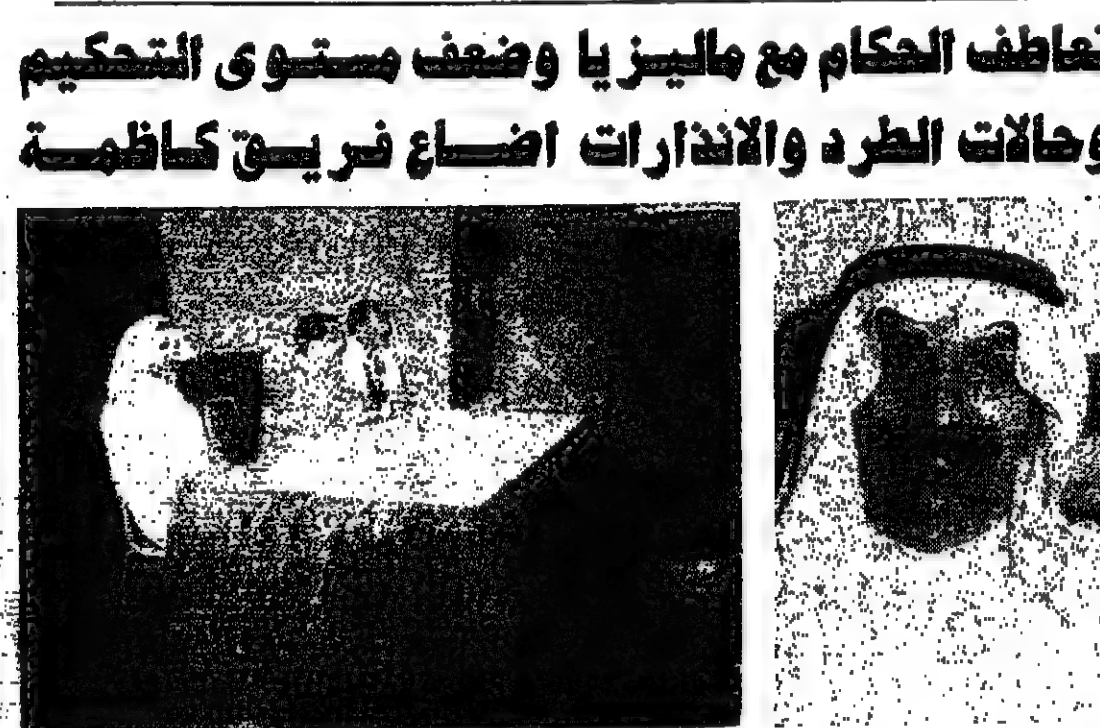 تعاطف الحكام مع ماليزيا وضعف مستوى التحكيم
وحالات الطرد والانذارات اضاع فريق كاظمة